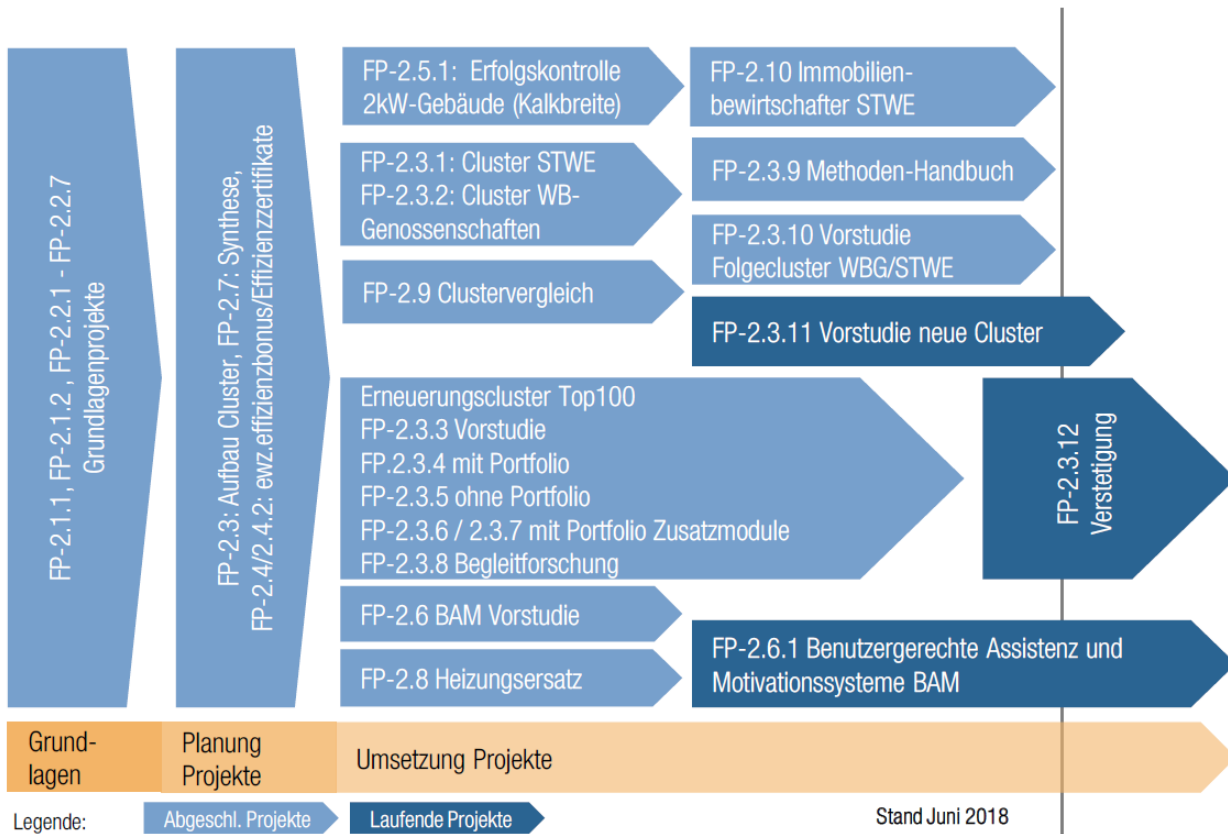 FP-2.1.1, FP-2.1.2 , FP-2.2.1 - FP-2.2.7
Grundlagenprojekte
FP-2.3: Aufbau Cluster, FP-2.7: Synthese,
FP-2.4/2.4.2: ewz.effizienzbonus/Effizienzzertifikate
FP-2.5.1: Erfolgskontrolle
2kW-Gebäude (Kalkbreite)
FP-2.3.1: Cluster STWE
FP-2.3.2: Cluster WB-
Genossenschaften
FP-2.9 Clustervergleich
FP-2.10 Immobilien-
bewirtschafter STWE
FP-2.3.9 Methoden-Handbuch
FP-2.3.10 Vorstudie
Folgecluster WBG/STWE
FP-2.3.11 Vorstudie neue Cluster
Erneuerungscluster Top100
FP-2.3.3 Vorstudie
FP.2.3.4 mit Portfolio
FP-2.3.5 ohne Portfolio
FP-2.3.6 / 2.3.7 mit Portfolio Zusatzmodule
FP-2.3.8 Begleitforschung
FP-2.3.12
Verstetigung
FP-2.6 BAM Vorstudie
FP-2.8 Heizungsersatz
FP-2.6.1 Benutzergerechte Assistenz und
Motivationssysteme BAM
Grund-
lagen
Planung
Projekte
Umsetzung Projekte
Legende:
Abgeschl. Projekte
Laufende Projekte
Stand Juni 2018